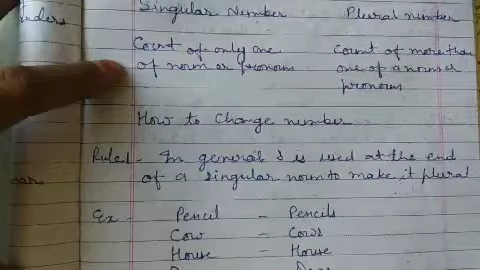 Singular Number Plural number
Count of only one count of more than
of noun or pronoun one of a noun or
pronoun
How to Change number
Rule1 - In general s is used at the end
of a singular noun to make it plural
Ex - Pencil - Pencils
Cow - Cows
House - House